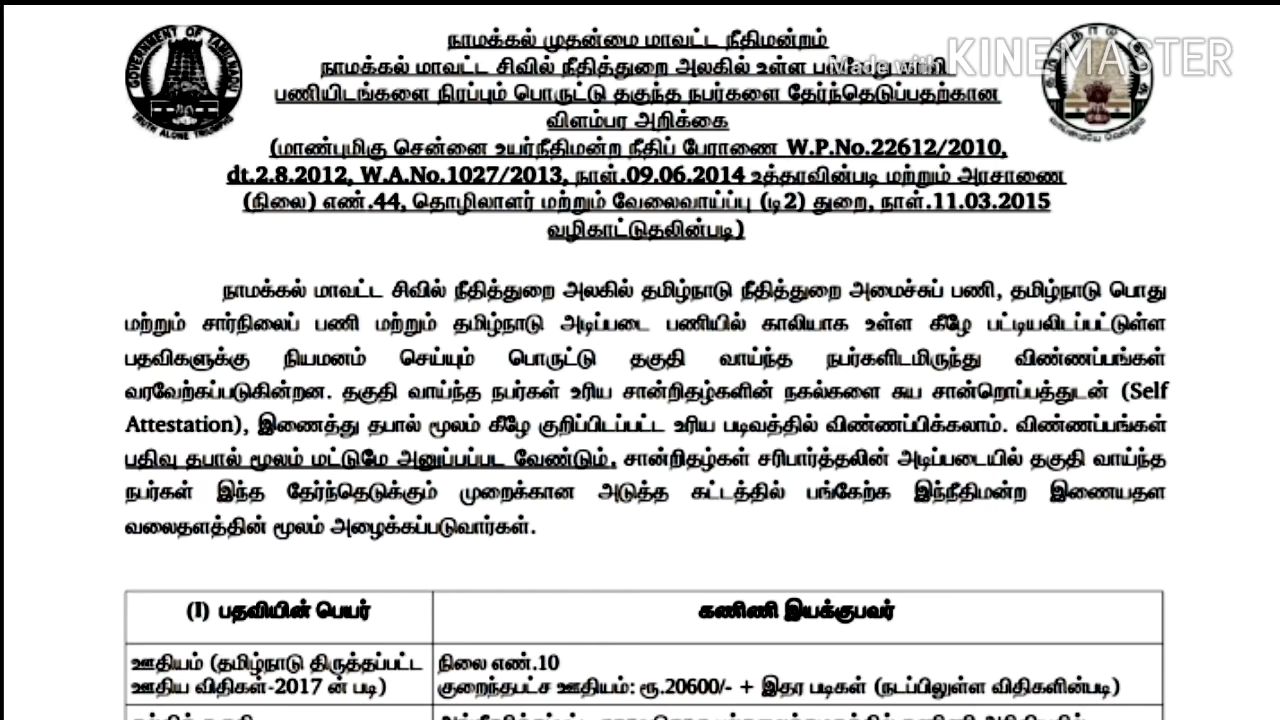 நாமக்கல் முதன்மை மாவட்ட நீதிமன்றம்
நாமக்கல் மாவட்ட சிவில் நீதித்துறை அலகில் உள்ள
Made with KINEMASTER
பணியிடங்களை நிரப்பும் பொருட்டு தகுந்த நபர்களை தேர்ந்தெடுப்பதற்கான
விளம்பர அறிக்கை
(மாண்புமிகு சென்னை உயர்நீதிமன்ற நீதிப் பேராணை W.P.No.22612/2010,
dt.2.8.2012, W.A.No.1027/2013, நாள்.09.06.2014 உத்தரவின்படி மற்றும் அரசாணை
(நிலை) எண்.44, தொழிலாளர் மற்றும் வேலைவாய்ப்பு (டி2) துறை, நாள்.11.03.2015
வழிகாட்டுதலின்படி)
GOVERNMENT OF TAMIL NADU
TRUTH ALONE TRIUMPHS
நாமக்கல் மாவட்ட சிவில் நீதித்துறை அலகில் தமிழ்நாடு நீதித்துறை அமைச்சுப் பணி, தமிழ்நாடு பொது
மற்றும் சார்நிலைப் பணி மற்றும் தமிழ்நாடு அடிப்படை பணியில் காலியாக உள்ள கீழே பட்டியலிடப்பட்டுள்ள
பதவிகளுக்கு நியமனம் செய்யும் பொருட்டு தகுதி வாய்ந்த நபர்களிடமிருந்து விண்ணப்பங்கள்
வரவேற்கப்படுகின்றன. தகுதி வாய்ந்த நபர்கள் உரிய சான்றிதழ்களின் நகல்களை சுய சான்றொப்பத்துடன் (Self
Attestation), இணைத்து தபால் மூலம் கீழே குறிப்பிடப்பட்ட உரிய படிவத்தில் விண்ணப்பிக்கலாம். விண்ணப்பங்கள்
பதிவு தபால் மூலம் மட்டுமே அனுப்பப்பட வேண்டும், சான்றிதழ்கள் சரிபார்த்தலின் அடிப்படையில் தகுதி வாய்ந்த
நபர்கள் இந்த தேர்ந்தெடுக்கும் முறைக்கான அடுத்த கட்டத்தில் பங்கேற்க இந்நீதிமன்ற இணையதள
வலைதளத்தின் மூலம் அழைக்கப்படுவார்கள்.
(I) பதவியின் பெயர் கணினி இயக்குபவர்
ஊதியம் (தமிழ்நாடு திருத்தப்பட்ட நிலை எண்.10
ஊதிய விதிகள்-2017 ன் படி) குறைந்தபட்ச ஊதியம்: ரூ.20600/- + இதர படிகள் (நடப்பிலுள்ள விதிகளின்படி)